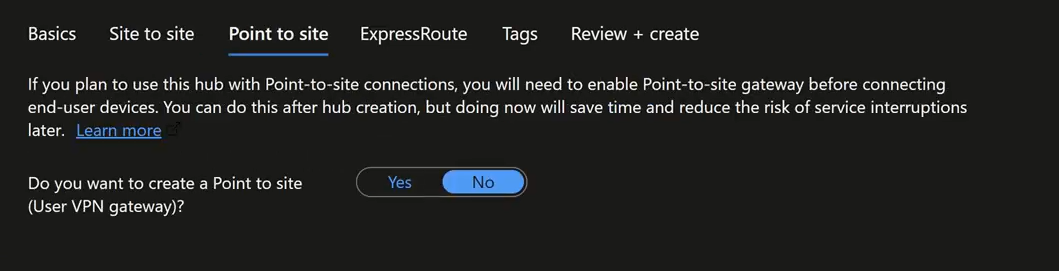 Basics Site to site Point to site ExpressRoute Tags Review + create
If you plan to use this hub with Point-to-site connections, you will need to enable Point-to-site gateway before connecting
end-user devices. You can do this after hub creation, but doing now will save time and reduce the risk of service interruptions
later. Learn more
Do you want to create a Point to site
(User VPN gateway)?
Yes No